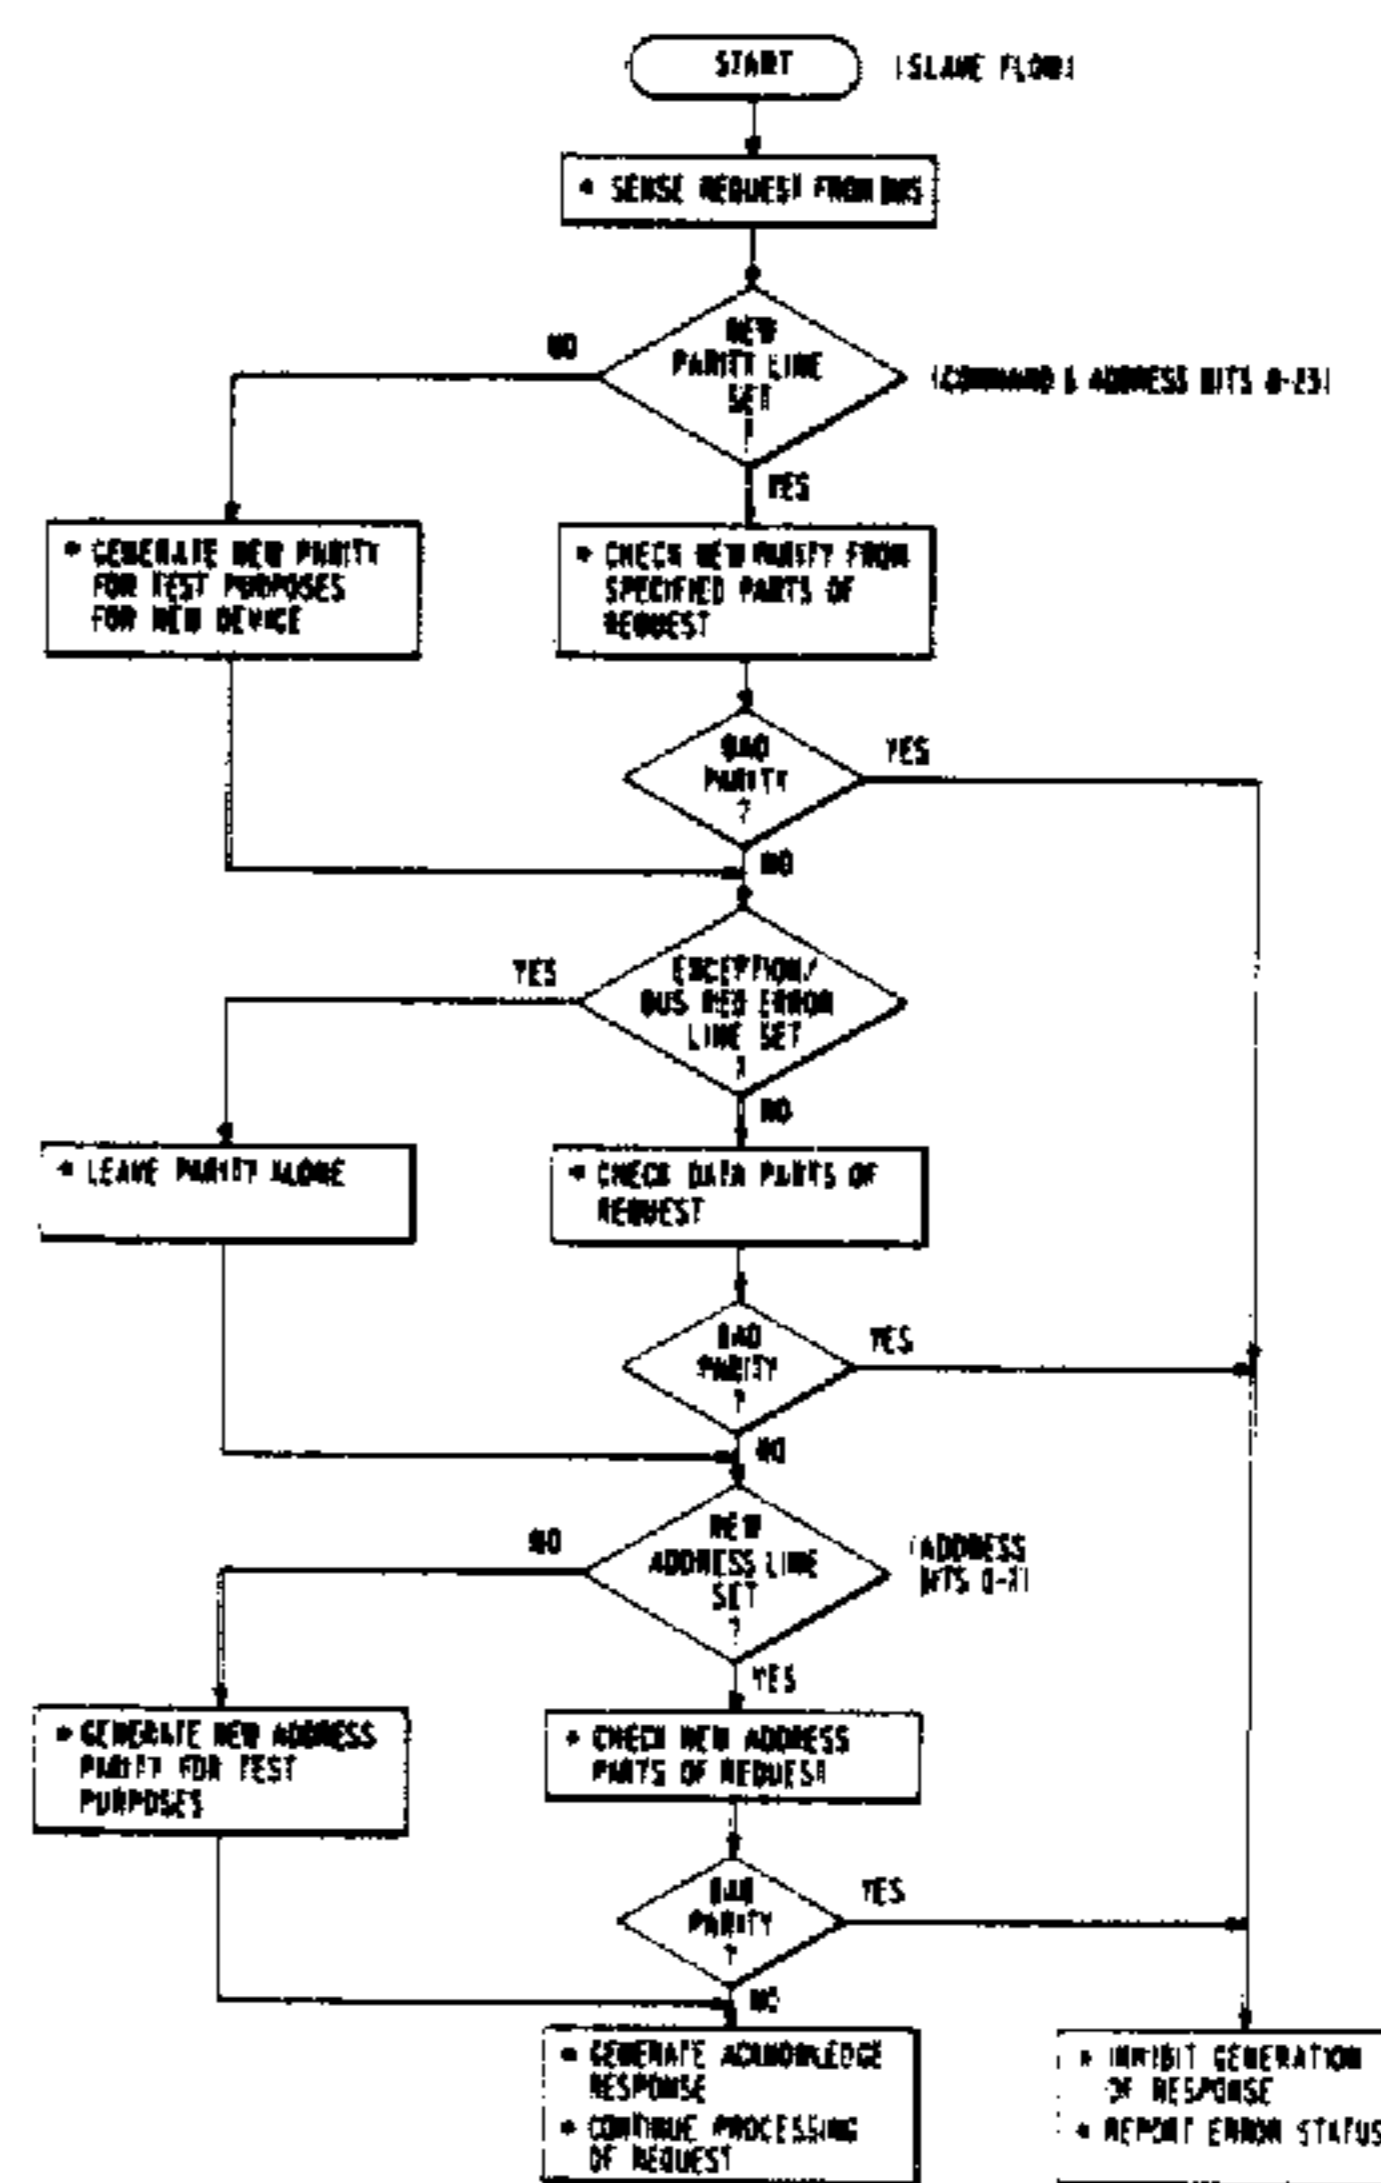 START
(SLAVE FLOW)
• SENSE REQUEST FROM BUS
NEW
PARITY LINE
SET
?
NO
(COMMAND & ADDRESS BITS 0-23)
YES
• GENERATE NEW PARITY
FOR TEST PURPOSES
FOR NEW DEVICE
• CHECK NEW PARITY FROM
SPECIFIED PARTS OF
REQUEST
BAD
PARITY
?
YES
NO
EXCEPTION/
BUS RED ERROR
LINE SET
?
YES
NO
• LEAVE PARITY ALONE
• CHECK DATA PARTS OF
REQUEST
BAD
PARITY
?
YES
NO
NEW
ADDRESS LINE
SET
?
NO
(ADDRESS
BITS
YES
• GENERATE NEW ADDRESS
PARITY FOR TEST
PURPOSES
• CHECK NEW ADDRESS
PARTS OF REQUEST
BAD
PARITY
?
YES
NO
• GENERATE ACKNOWLEDGE
RESPONSE
• CONTINUE PROCESSING
OF REQUEST
• INHIBIT GENERATION
OF RESPONSE
• REPORT ERROR STATUS